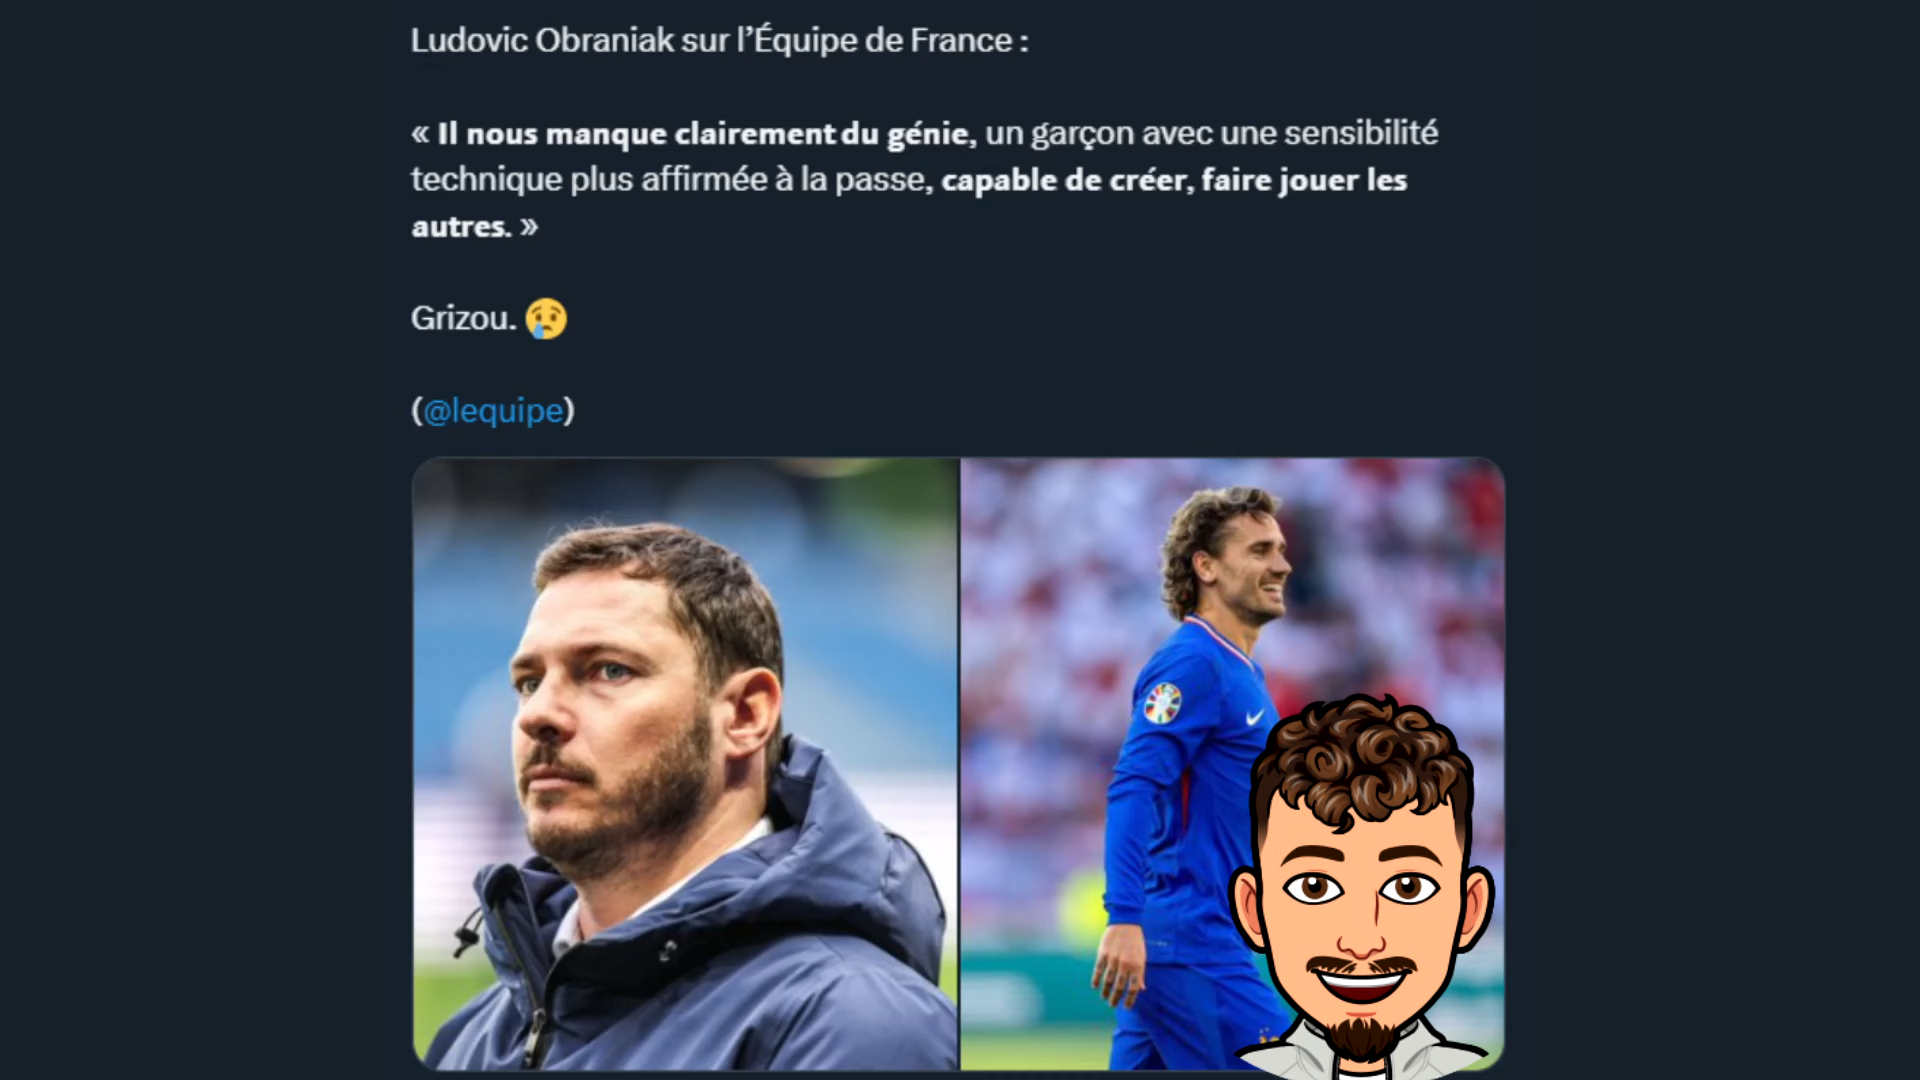 Ludovic Obraniak sur l’Équipe de France :
« Il nous manque clairement du génie, un garçon avec une sensibilité
technique plus affirmée à la passe, capable de créer, faire jouer les
autres. »
Grizou. 😢
(@lequipe)